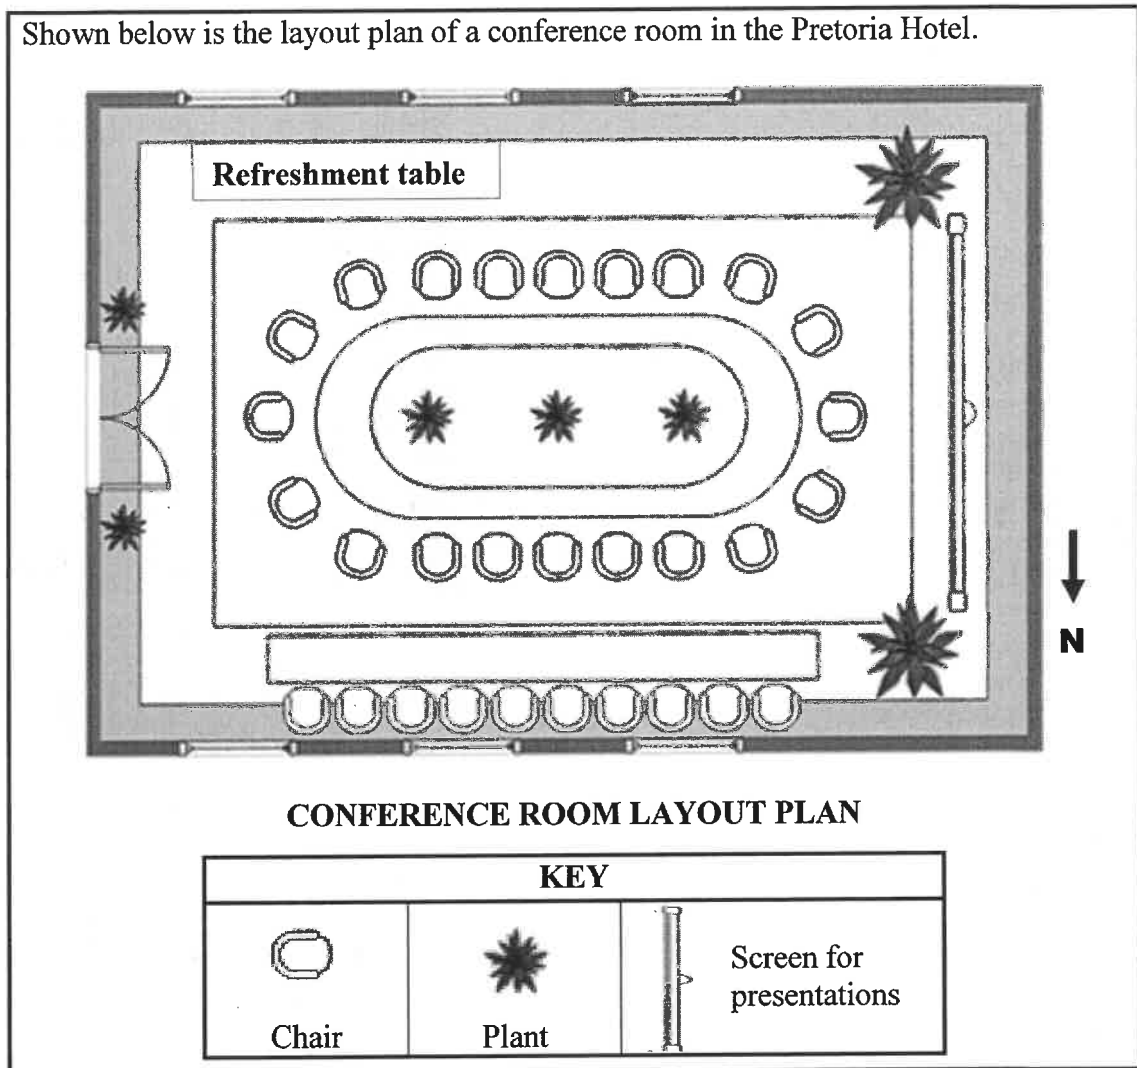 Shown below is the layout plan of a conference room in the Pretoria Hotel.
Refreshment table
N
CONFERENCE ROOM LAYOUT PLAN
KEY
Chair
Plant
Screen for
presentations